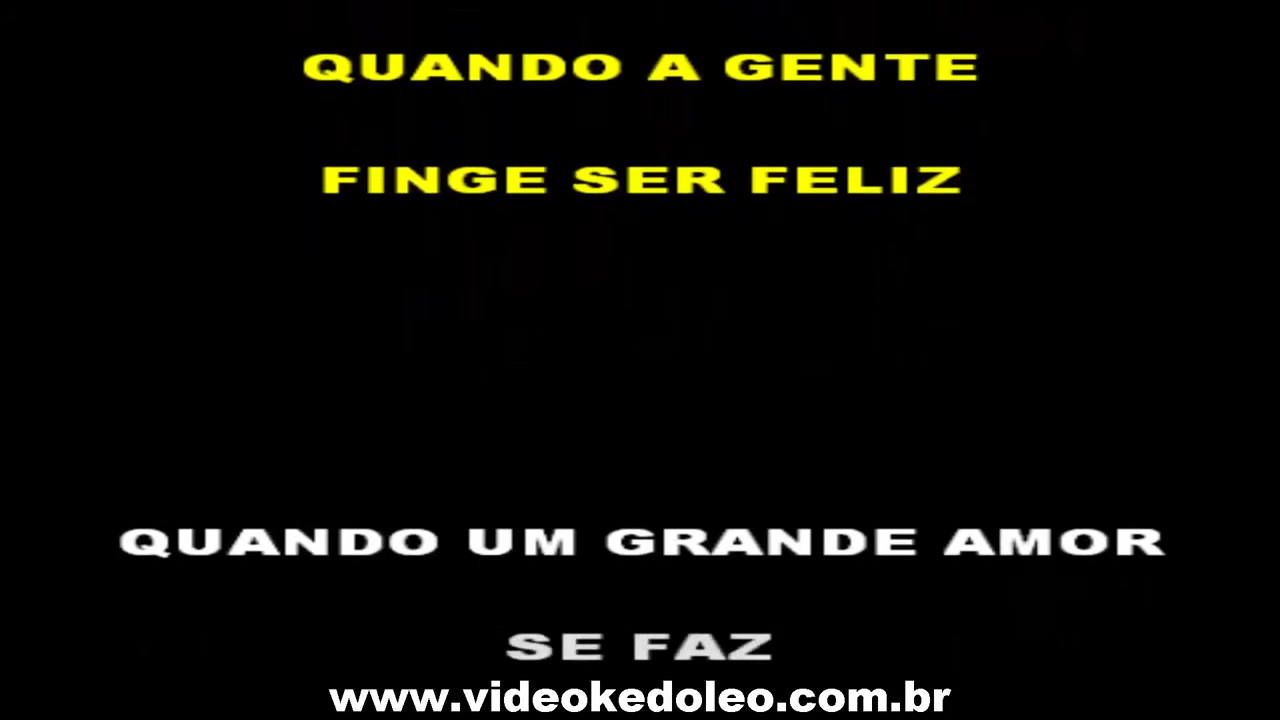 QUANDO A GENTE
FINGE SER FELIZ
QUANDO UM GRANDE AMOR
SE FAZ
www.videokedoleo.com.br